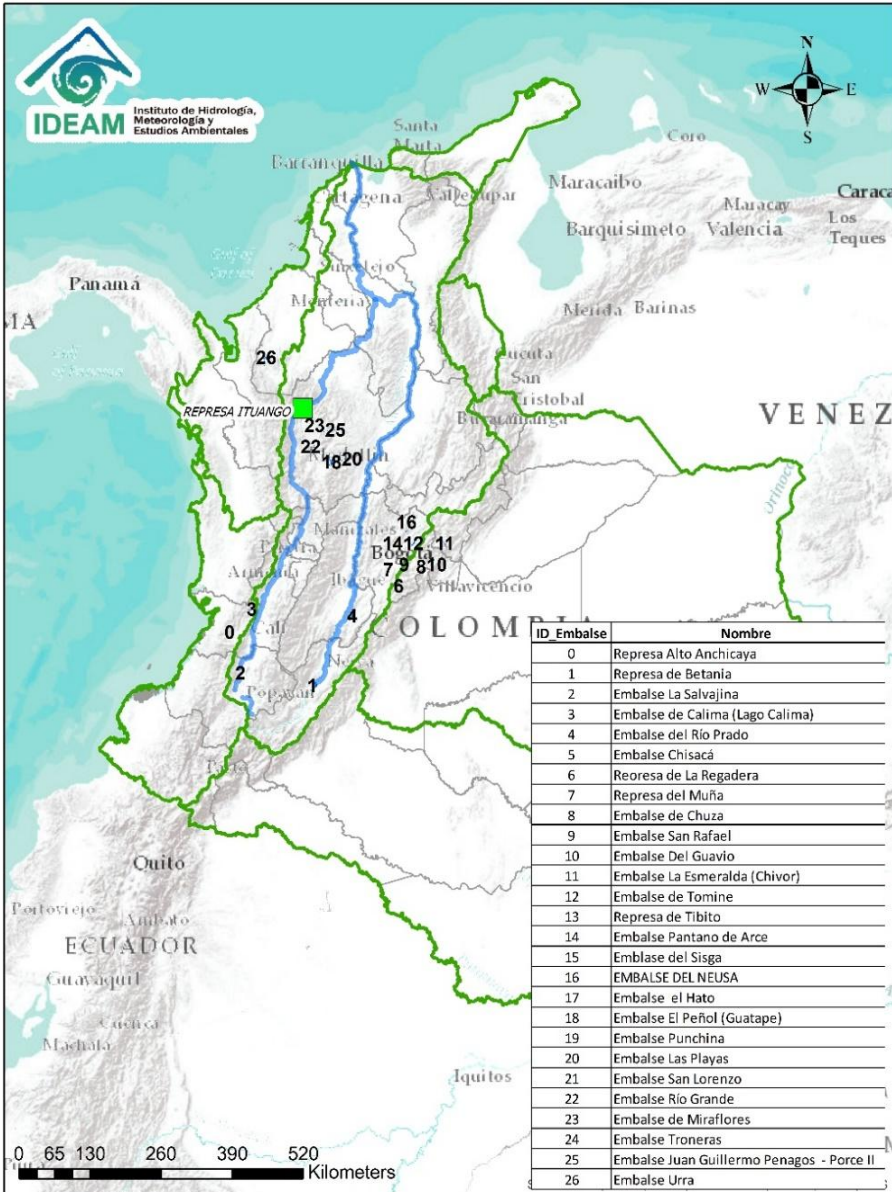 IDEAM
Instituto de Hidrología,
Meteorología y
Estudios Ambientales
N
W E
S
Santa
Marta
Coro
Barranquilla
Maracaibo
Caraca
Maracay
Barquisimeto
Valencia
Los
Teques
Panamá
Merida
Barinas
MA
26
San
REPRESA ITUANGO
23
25
22
18
20
VENEZ
Orinoco
Manizales
16
14
12
11
Bogotá
7
9
8
10
6
Villavicencio
3
4
0
Cali
COLOMBIA
2
1
Popayán
ID_Embalse Nombre
0 Represa Alto Anchicaya
1 Represa de Betania
2 Embalse La Salvajina
3 Embalse de Calima (Lago Calima)
4 Embalse del Río Prado
5 Embalse Chisacá
6 Reoresa de La Regadera
7 Represa del Muña
8 Embalse de Chuza
9 Embalse San Rafael
10 Embalse Del Guavio
11 Embalse La Esmeralda (Chivor)
12 Embalse de Tomine
13 Represa de Tibito
14 Embalse Pantano de Arce
15 Emblase del Sisga
16 EMBALSE DEL NEUSA
17 Embalse el Hato
18 Embalse El Peñol (Guatape)
19 Embalse Punchina
20 Embalse Las Playas
21 Embalse San Lorenzo
22 Embalse Río Grande
23 Embalse de Miraflores
24 Embalse Troneras
25 Embalse Juan Guillermo Penagos - Porce II
26 Embalse Urra
Quito
Portoviejo
Ambato
ECUADOR
Guayaquil
Cuenca
Machala
Iquitos
0 65 130 260 390 520
Kilometers